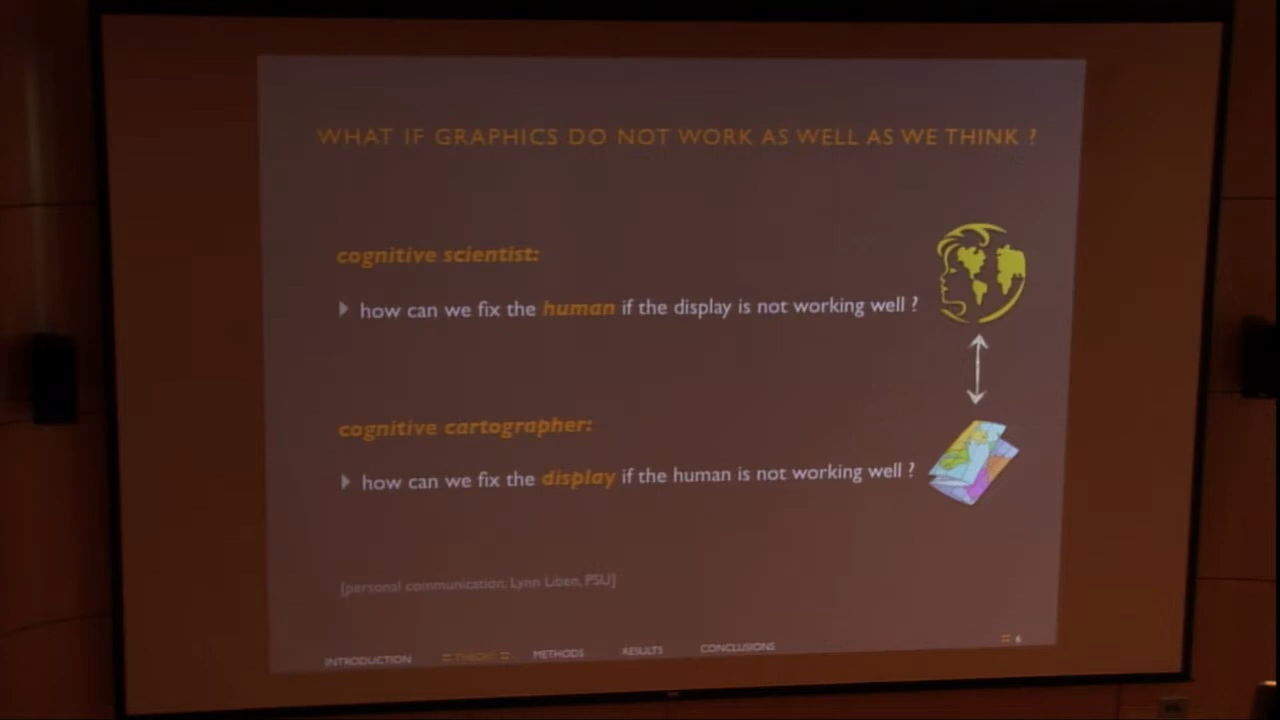 WHAT IF GRAPHICS DO NOT WORK AS WELL AS WE THINK ?
cognitive scientist:
how can we fix the human if the display is not working well ?
cognitive cartographer:
how can we fix the display if the human is not working well ?
[personal communication, Lynn Liben, PSU]
INTRODUCTION :: THEORY :: METHODS RESULTS CONCLUSIONS
:: 6